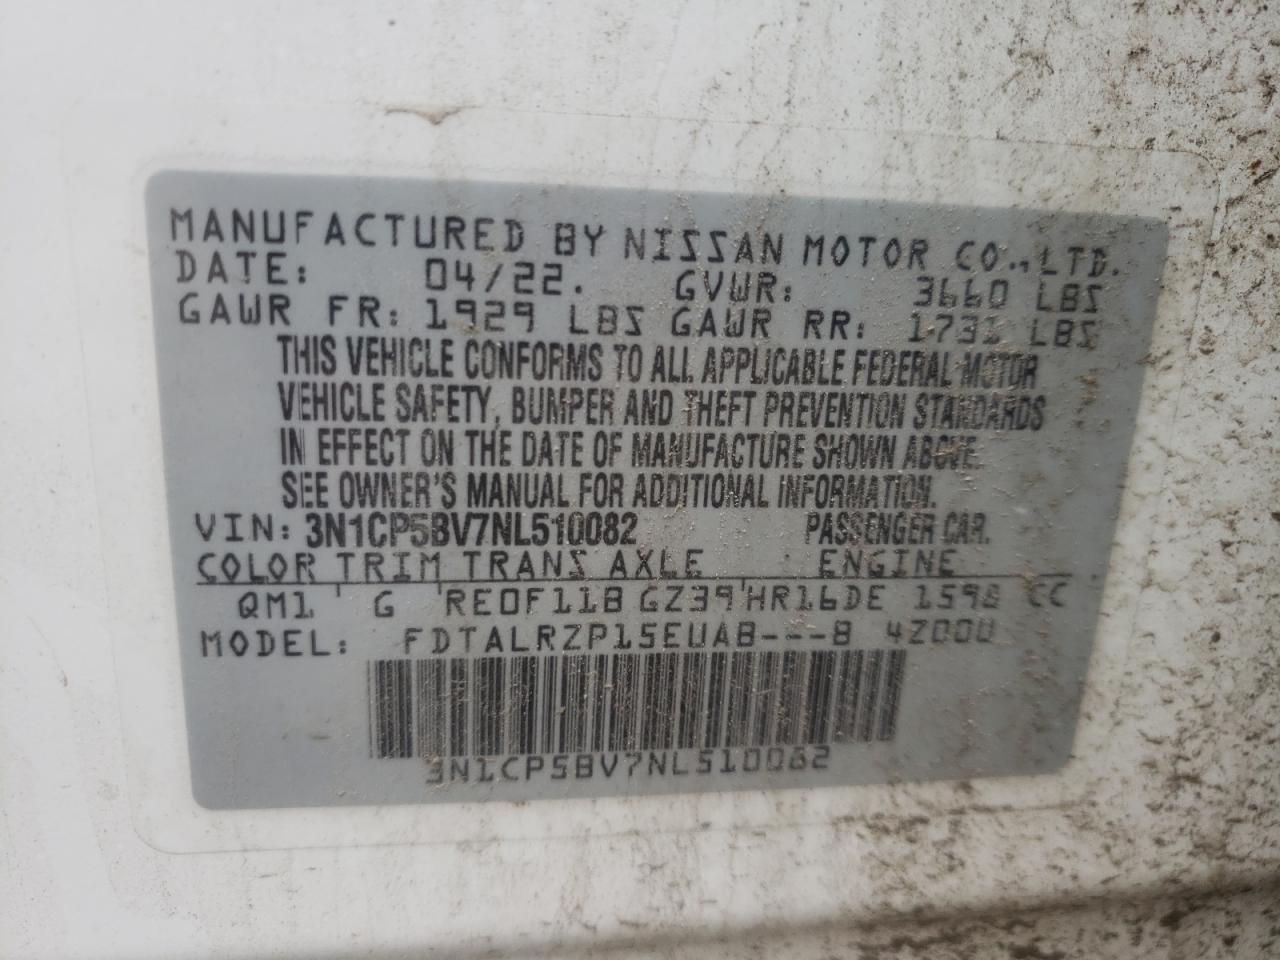 MANUFACTURED BY NISSAN MOTOR CO., LTD.
DATE: 04/22. GVWR: 3660 LBS
GAWR FR: 1929 LBS GAWR RR: 1731 LBS
THIS VEHICLE CONFORMS TO ALL APPLICABLE FEDERAL MOTOR
VEHICLE SAFETY, BUMPER AND THEFT PREVENTION STANDARDS
IN EFFECT ON THE DATE OF MANUFACTURE SHOWN ABOVE.
SEE OWNER'S MANUAL FOR ADDITIONAL INFORMATION.
VIN: 3N1CP5BV7NL510082 PASSENGER CAR.
COLOR TRIM TRANS AXLE ENGINE
QM1 ' G ' RE0F11B GZ39 ' HR16DE 1598 CC
MODEL: FDTALRZP15EUAB---B 4Z000
3N1CP5BV7NL510082